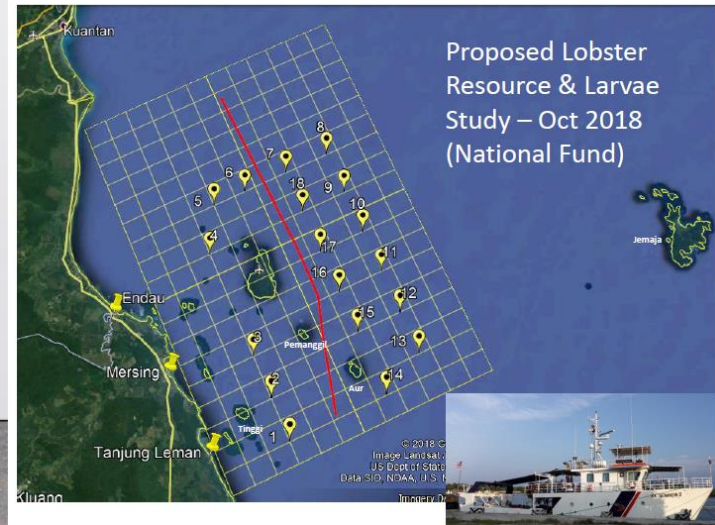 Kuantan
Proposed Lobster
Resource & Larvae
Study – Oct 2018
(National Fund)
8
7
6
18
9
5
10
4
17
11
Jemaja
16
12
Endau
15
3
Pemanggil
13
Mersing
Aur
2
14
Tinggi
1
Tanjung Leman
© 2018 G
Image Landsat
US Dept of State
Data SIO, NOAA, U.S. N
Kluang
Imagery D